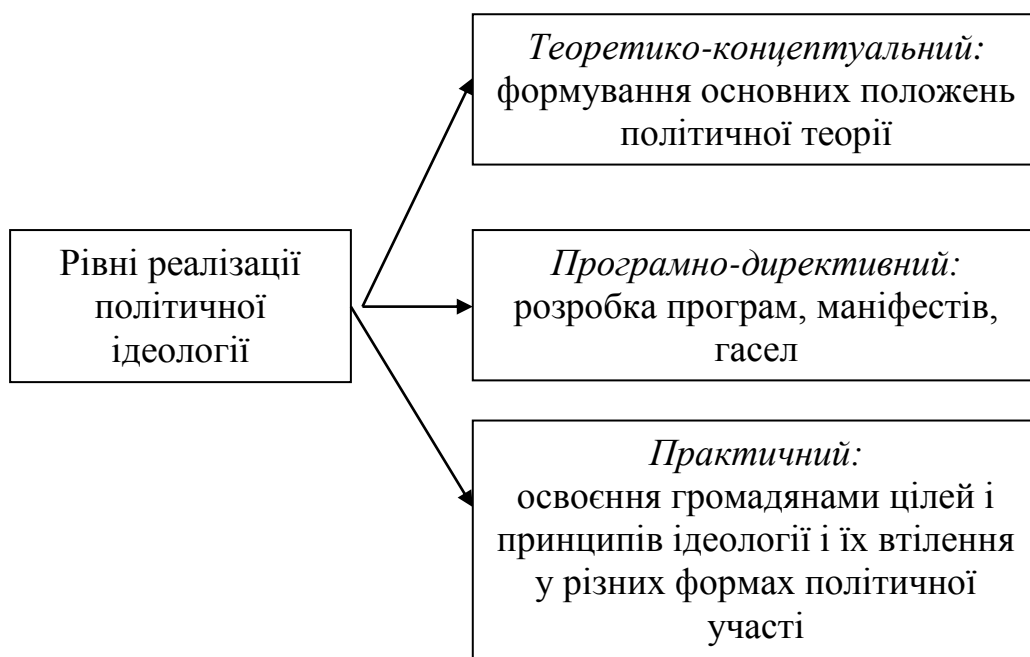 Теоретико-концептуальний:
формування основних положень
політичної теорії
Рівні реалізації
політичної
ідеології
Програмно-директивний:
розробка програм, маніфестів,
гасел
Практичний:
освоєння громадянами цілей і
принципів ідеології і їх втілення
у різних формах політичної
участі